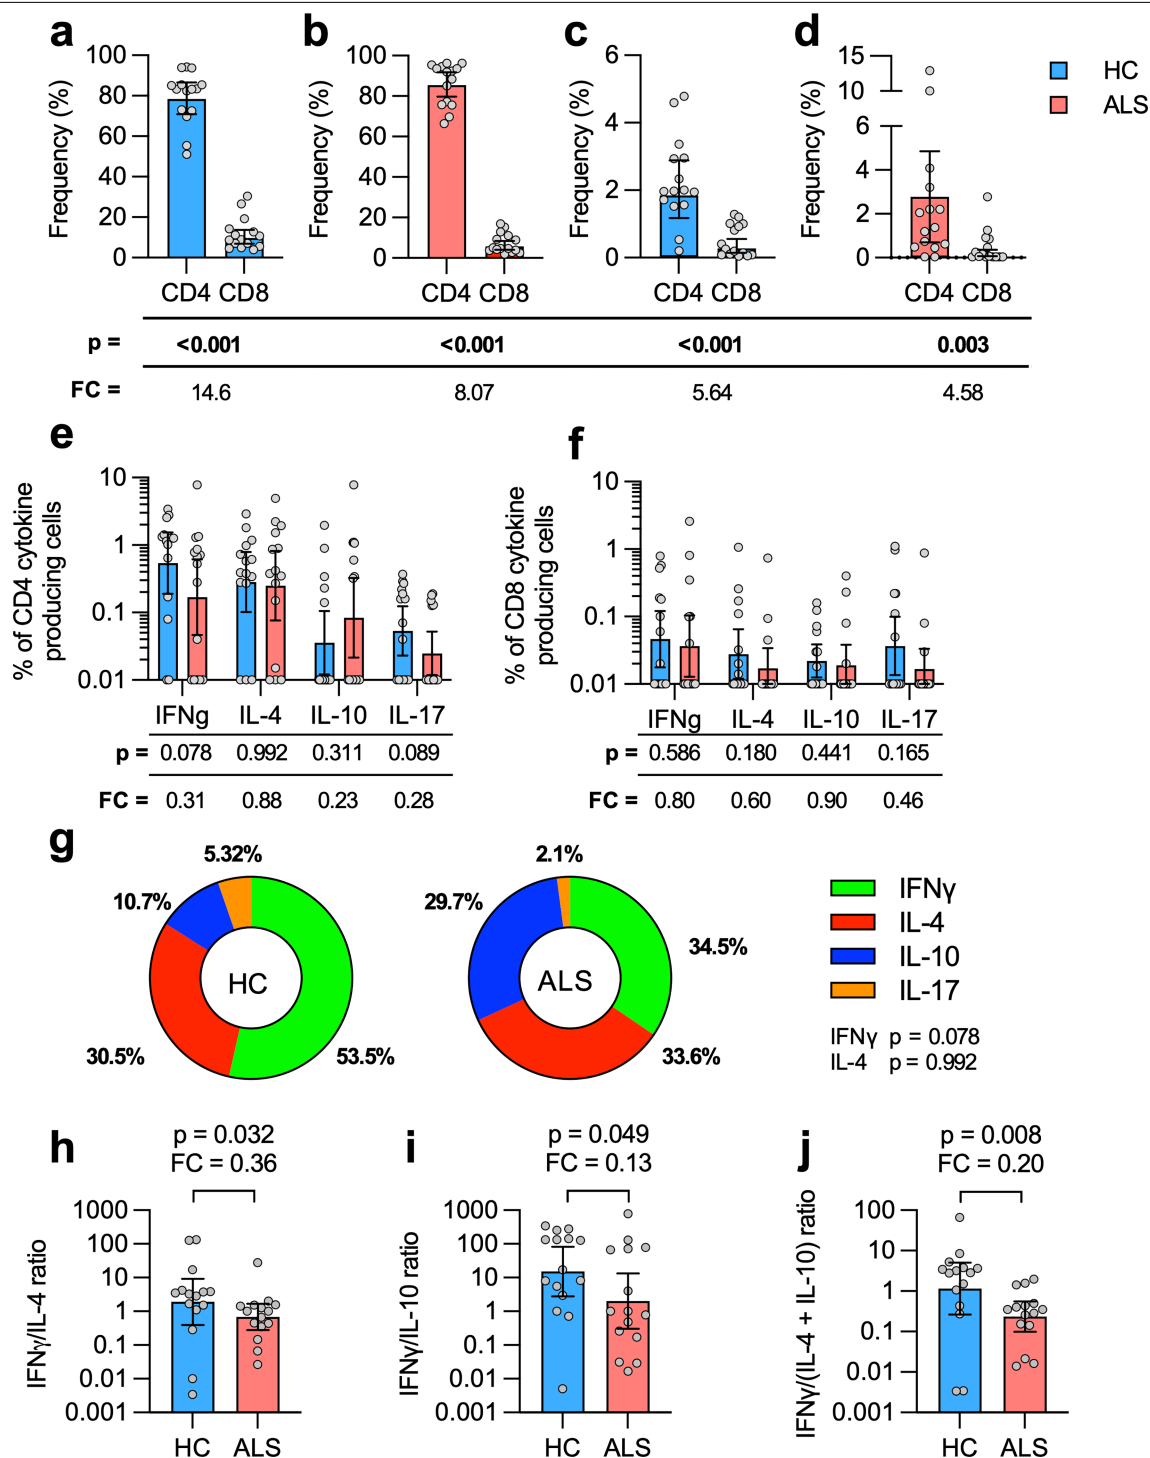 a
b
c
d
Frequency (%)
100
80
60
40
20
0
CD4 CD8
Frequency (%)
100
80
60
40
20
0
CD4 CD8
Frequency (%)
6
4
2
0
CD4 CD8
Frequency (%)
15
10
6
4
2
0
CD4 CD8
HC
ALS
p = <0.001 <0.001 <0.001 0.003
FC = 14.6 8.07 5.64 4.58
e
f
% of CD4 cytokine
producing cells
10
1
0.1
0.01
IFNg IL-4 IL-10 IL-17
p = 0.078 0.992 0.311 0.089
FC = 0.31 0.88 0.23 0.28
% of CD8 cytokine
producing cells
10
1
0.1
0.01
IFNg IL-4 IL-10 IL-17
p = 0.586 0.180 0.441 0.165
FC = 0.80 0.60 0.90 0.46
g
5.32%
10.7%
HC
30.5%
53.5%
2.1%
29.7%
34.5%
ALS
33.6%
IFNγ
IL-4
IL-10
IL-17
IFNγ p = 0.078
IL-4 p = 0.992
h
p = 0.032
FC = 0.36
IFNγ/IL-4 ratio
1000
100
10
1
0.1
0.01
0.001
HC ALS
i
p = 0.049
FC = 0.13
IFNγ/IL-10 ratio
1000
100
10
1
0.1
0.01
0.001
HC ALS
j
p = 0.008
FC = 0.20
IFNγ/(IL-4 + IL-10) ratio
100
10
1
0.1
0.01
0.001
HC ALS